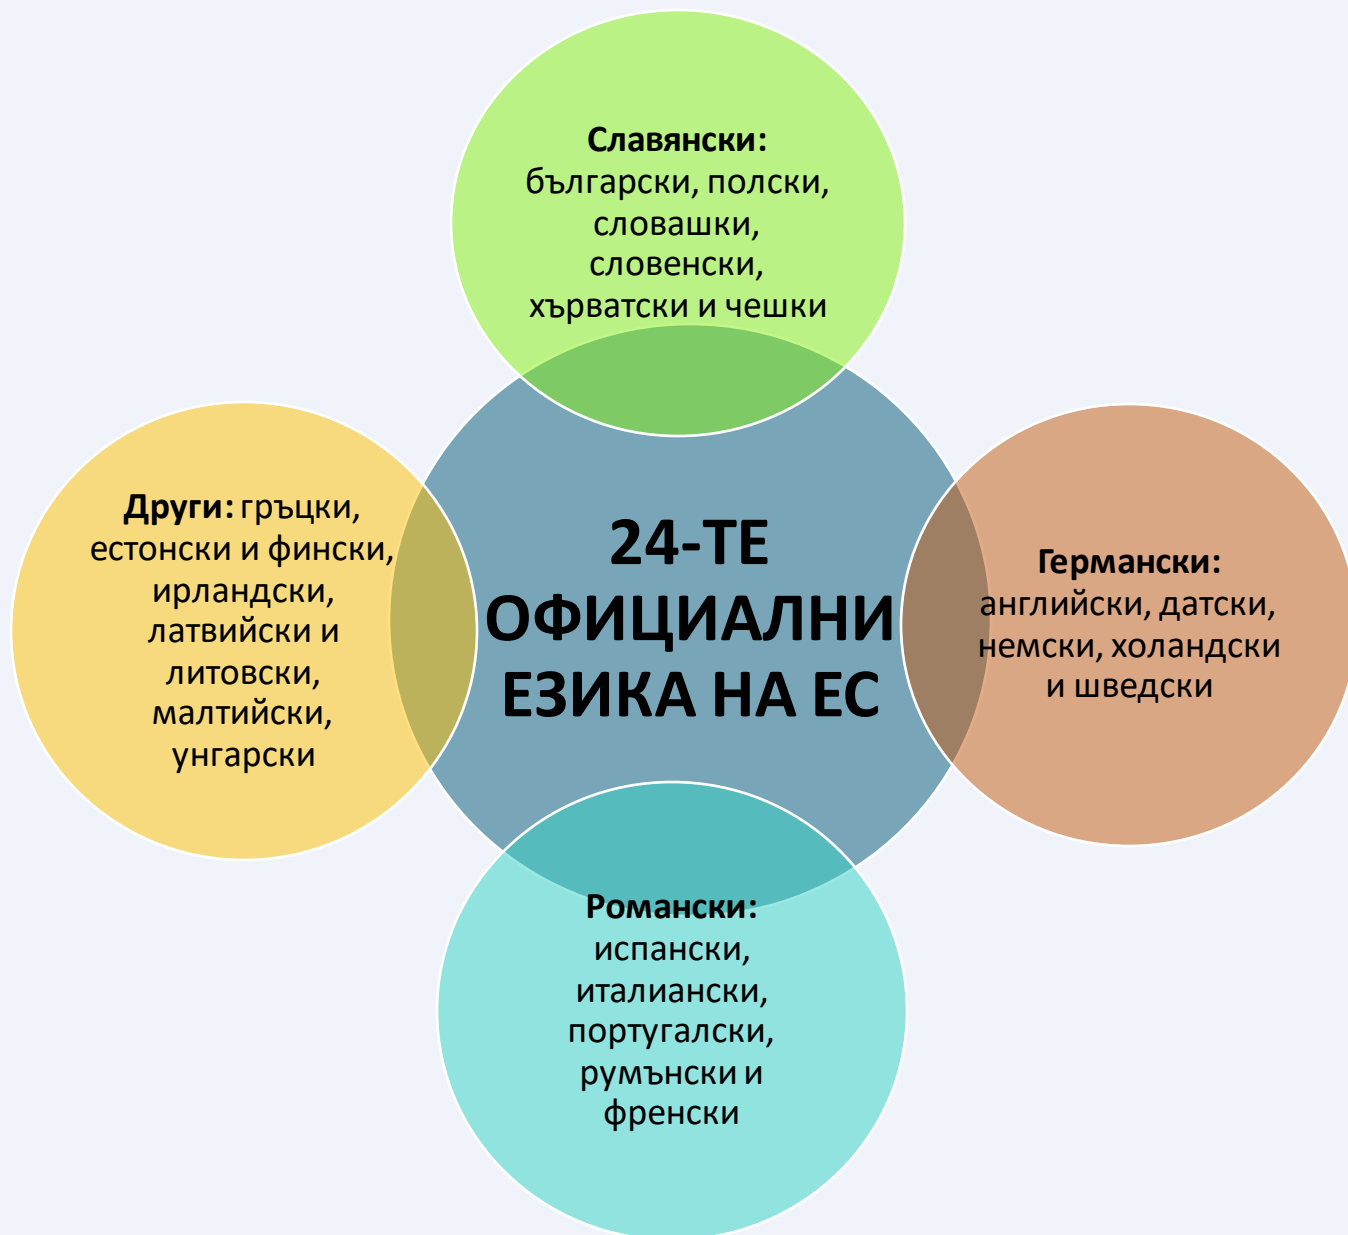 Славянски:
български, полски,
словашки,
словенски,
хърватски и чешки
Други: гръцки,
естонски и фински,
ирландски,
латвийски и
литовски,
малтийски,
унгарски
24-ТЕ
ОФИЦИАЛНИ
ЕЗИКА НА ЕС
Германски:
английски, датски,
немски, холандски
и шведски
Романски:
испански,
италиански,
португалски,
румънски и
френски